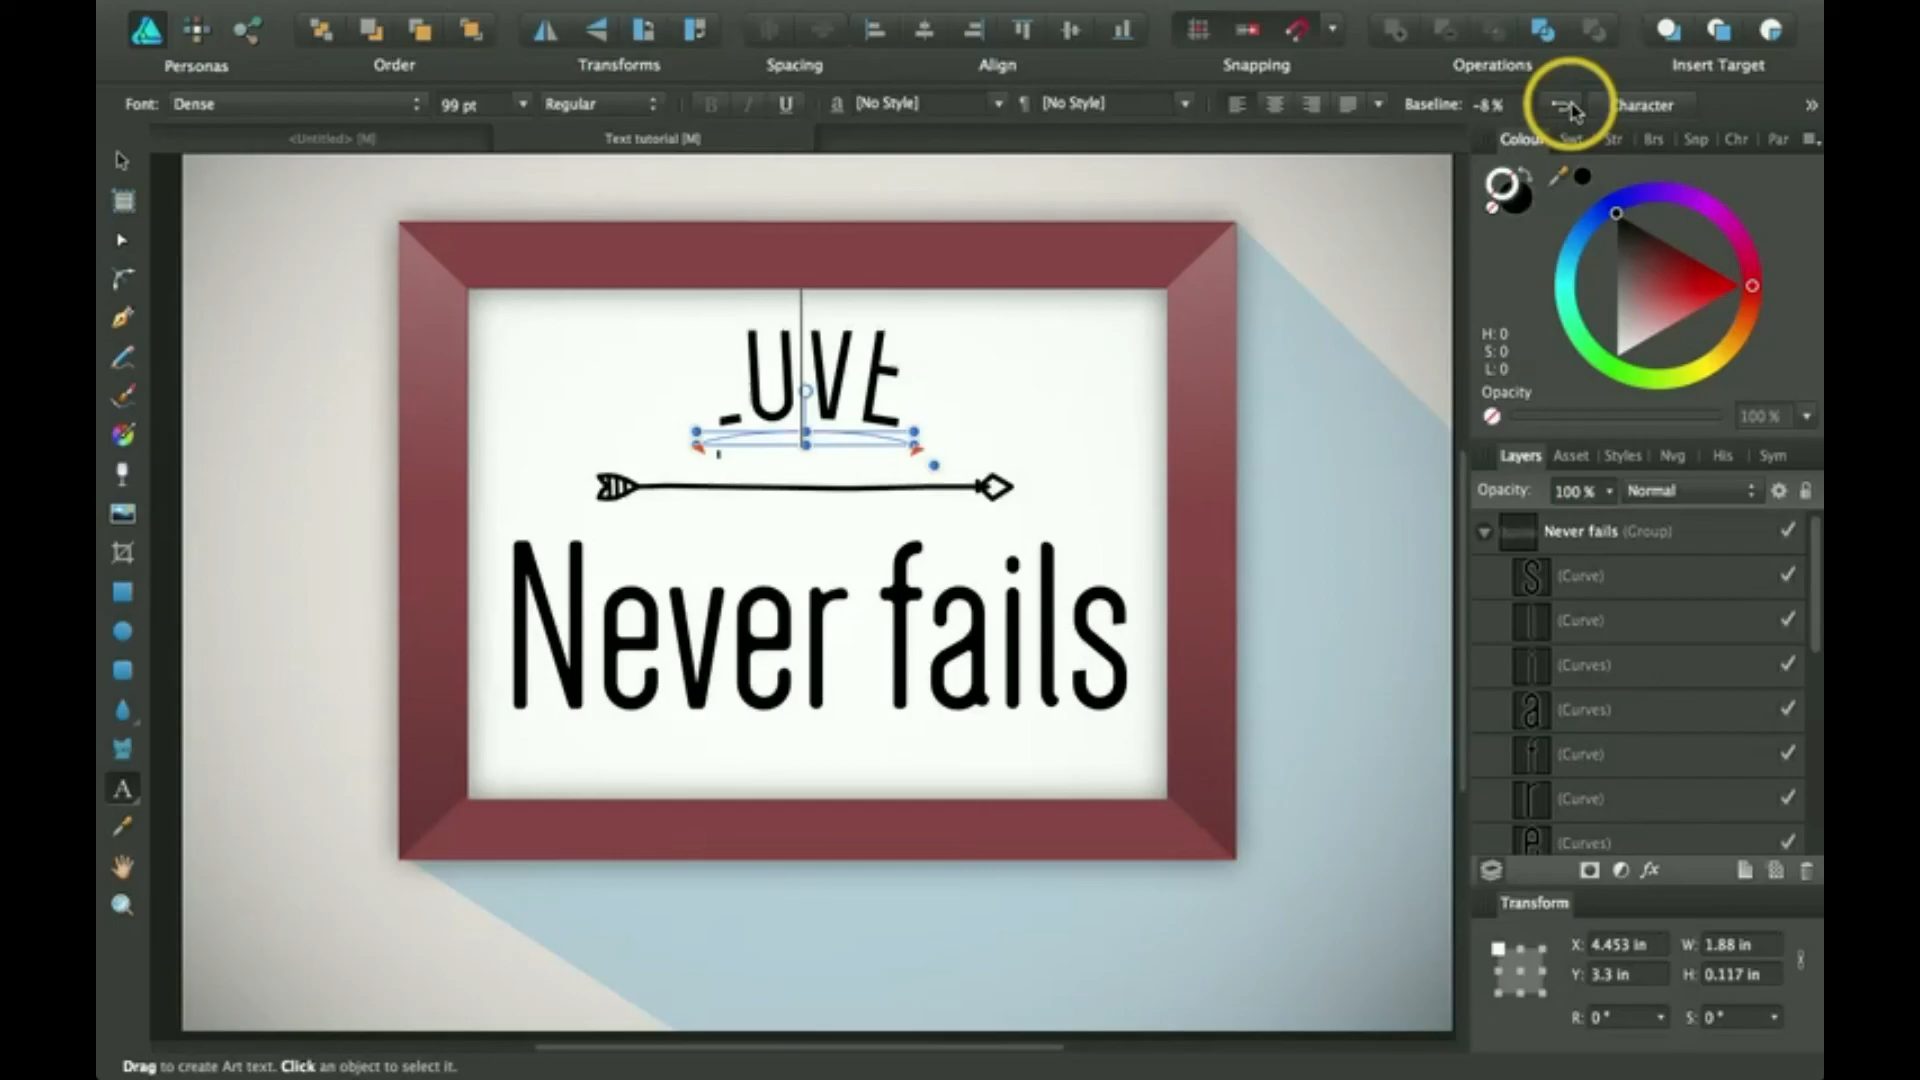 Personas Order Transforms Spacing Align Snapping Operations Insert Target
Font: Dense 99 pt Regular B I U a [No Style] ¶ [No Style] Baseline: -8 % Character
<Untitled> [M] Text tutorial [M]
Colour Swt Str Brs Snp Chr Par
H: 0
S: 0
L: 0
Opacity
100 %
UVE
Never fails
Layers Asset Styles Nvg His Sym
Opacity: 100 % Normal
Never fails (Group)
S (Curve)
l (Curve)
i (Curves)
a (Curves)
f (Curve)
r (Curve)
e (Curves)
fx
Transform
X: 4.453 in W: 1.88 in
Y: 3.3 in H: 0.117 in
R: 0 ° S: 0 °
A
Drag to create Art text. Click an object to select it.